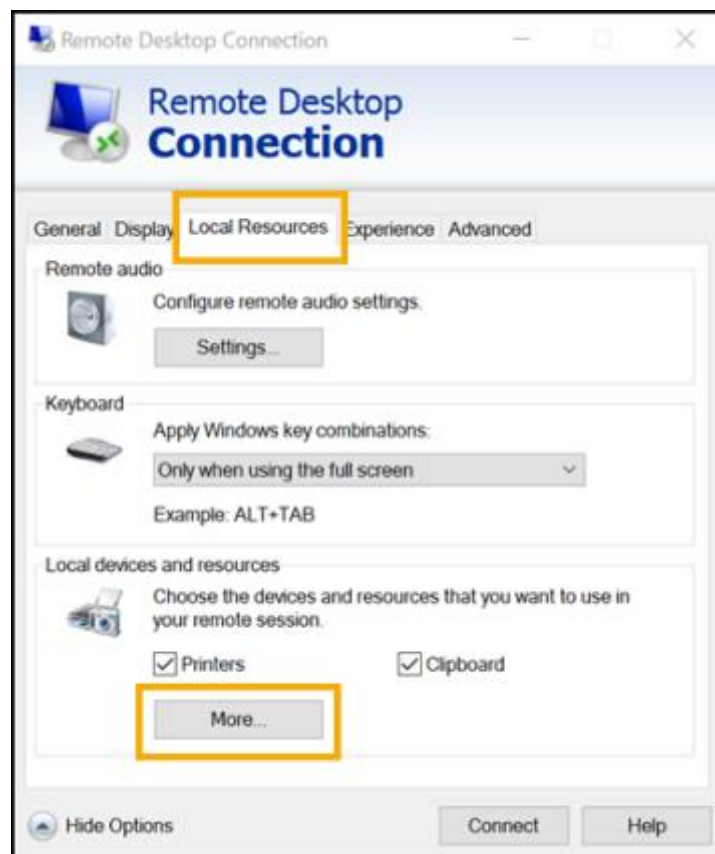 Remote Desktop Connection
Remote Desktop
Connection
General Display Local Resources Experience Advanced
Remote audio
Configure remote audio settings.
Settings...
Keyboard
Apply Windows key combinations:
Only when using the full screen
Example: ALT+TAB
Local devices and resources
Choose the devices and resources that you want to use in
your remote session.
Printers Clipboard
More...
Hide Options Connect Help